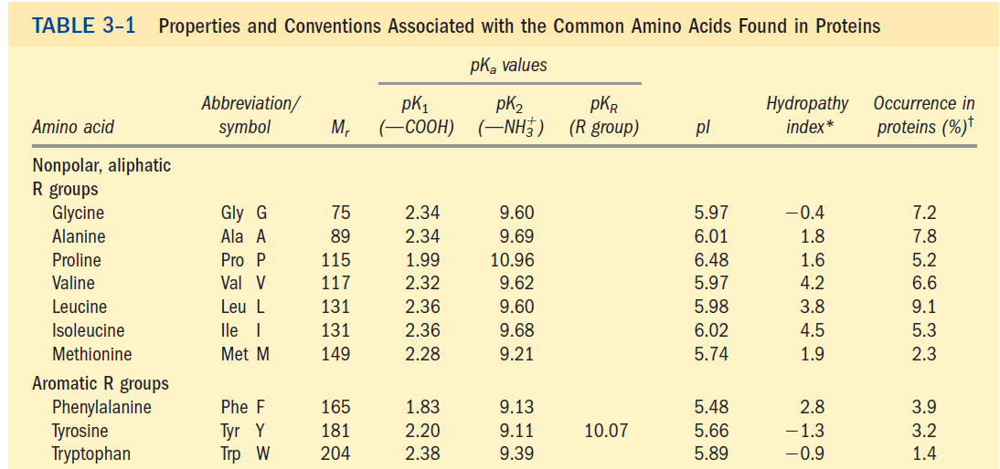 TABLE 3–1 Properties and Conventions Associated with the Common Amino Acids Found in Proteins
pKa values
Abbreviation/ pK1 pK2 pKR Hydropathy Occurrence in
Amino acid symbol Mr (—COOH) (—NH3+) (R group) pI index* proteins (%)†
Nonpolar, aliphatic
R groups
Glycine Gly G 75 2.34 9.60 5.97 −0.4 7.2
Alanine Ala A 89 2.34 9.69 6.01 1.8 7.8
Proline Pro P 115 1.99 10.96 6.48 1.6 5.2
Valine Val V 117 2.32 9.62 5.97 4.2 6.6
Leucine Leu L 131 2.36 9.60 5.98 3.8 9.1
Isoleucine Ile I 131 2.36 9.68 6.02 4.5 5.3
Methionine Met M 149 2.28 9.21 5.74 1.9 2.3
Aromatic R groups
Phenylalanine Phe F 165 1.83 9.13 5.48 2.8 3.9
Tyrosine Tyr Y 181 2.20 9.11 10.07 5.66 −1.3 3.2
Tryptophan Trp W 204 2.38 9.39 5.89 −0.9 1.4